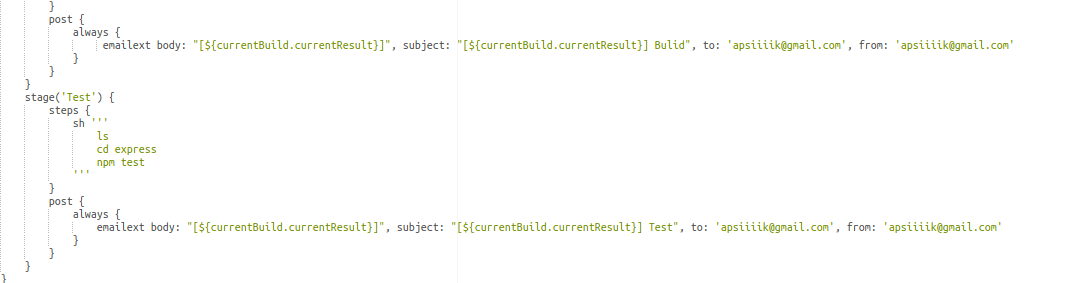 }
post {
always {
emailext body: "[${currentBuild.currentResult}]", subject: "[${currentBuild.currentResult}] Bulid", to: 'apsiiiik@gmail.com', from: 'apsiiiik@gmail.com'
}
}
}
stage('Test') {
steps {
sh '''
ls
cd express
npm test
'''
}
post {
always {
emailext body: "[${currentBuild.currentResult}]", subject: "[${currentBuild.currentResult}] Test", to: 'apsiiiik@gmail.com', from: 'apsiiiik@gmail.com'
}
}
}
}